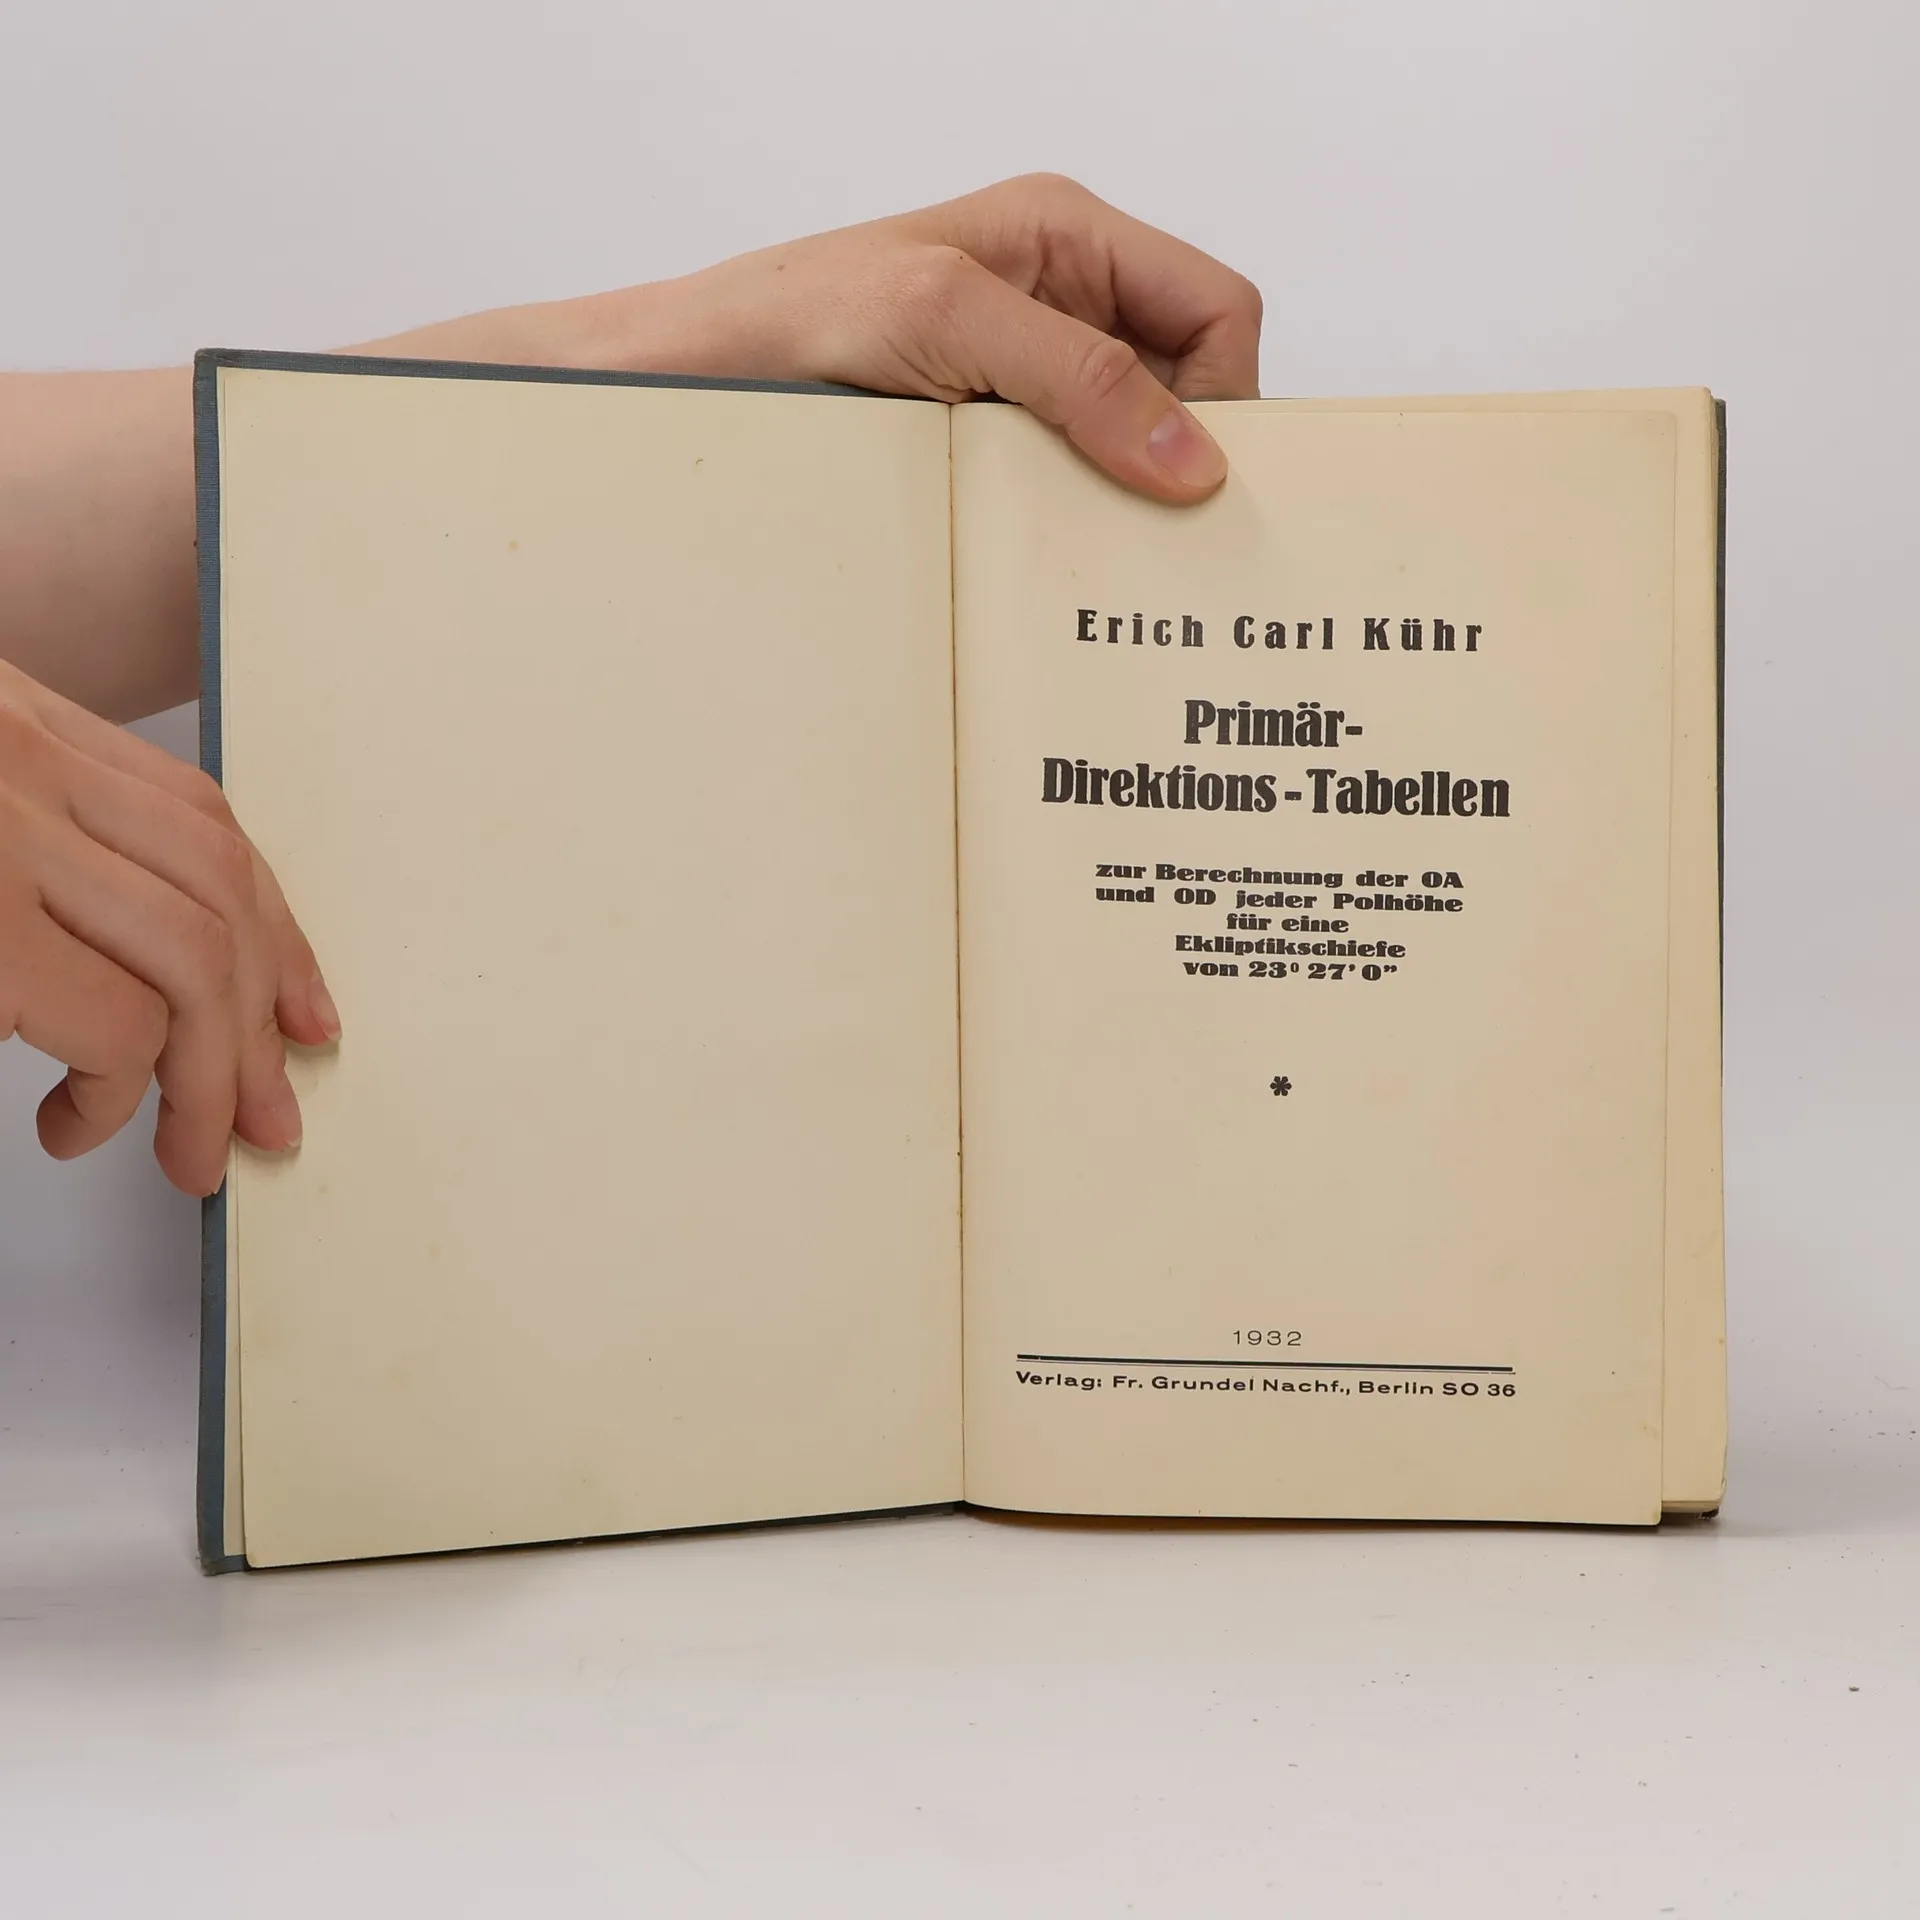 Erich Carl Kühr
Primär-
Direktions-Tabellen
zur Berechnung der OA
und OD jeder Polhöhe
für eine
Ekliptikschiefe
von 23⁰ 27’ 0”
*
1932
Verlag: Fr. Grundel Nachf., Berlin SO 36